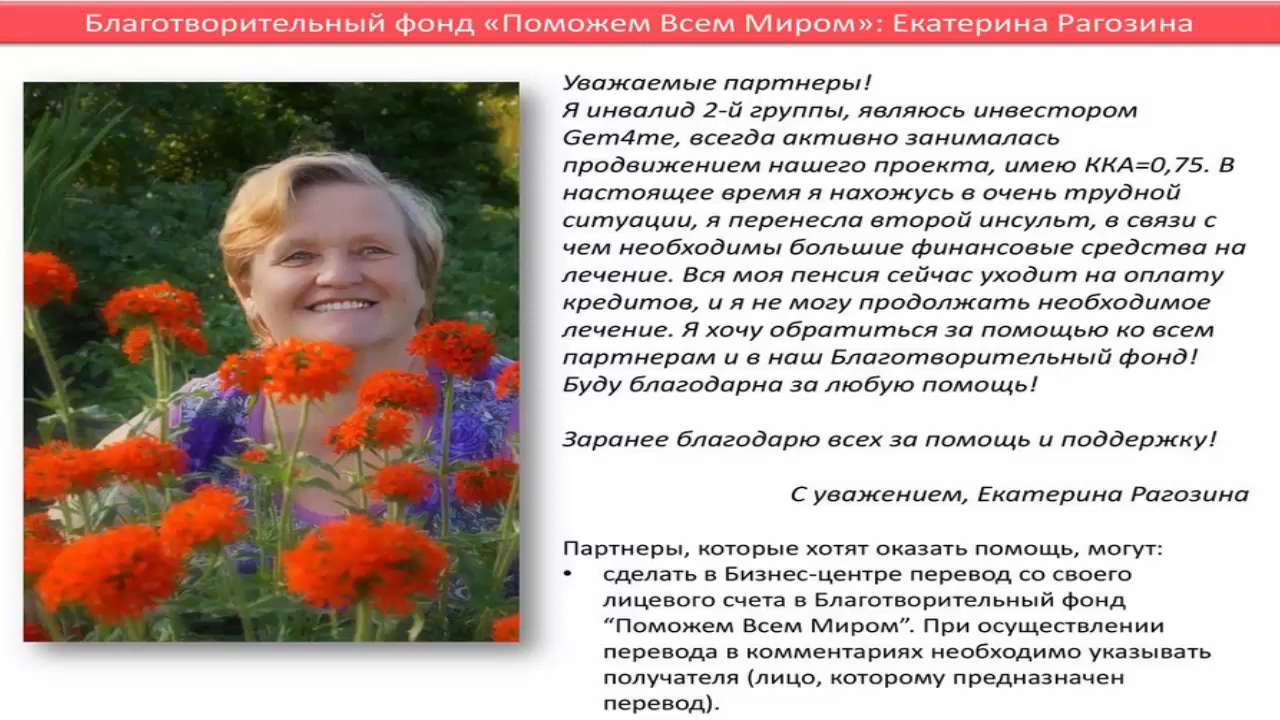 Благотворительный фонд «Поможем Всем Миром»: Екатерина Рагозина
Уважаемые партнеры!
Я инвалид 2-й группы, являюсь инвестором
Gem4me, всегда активно занималась
продвижением нашего проекта, имею ККА=0,75. В
настоящее время я нахожусь в очень трудной
ситуации, я перенесла второй инсульт, в связи с
чем необходимы большие финансовые средства на
лечение. Вся моя пенсия сейчас уходит на оплату
кредитов, и я не могу продолжать необходимое
лечение. Я хочу обратиться за помощью ко всем
партнерам и в наш Благотворительный фонд!
Буду благодарна за любую помощь!
Заранее благодарю всех за помощь и поддержку!
С уважением, Екатерина Рагозина
Партнеры, которые хотят оказать помощь, могут:
• сделать в Бизнес-центре перевод со своего
лицевого счета в Благотворительный фонд
“Поможем Всем Миром”. При осуществлении
перевода в комментариях необходимо указывать
получателя (лицо, которому предназначен
перевод).